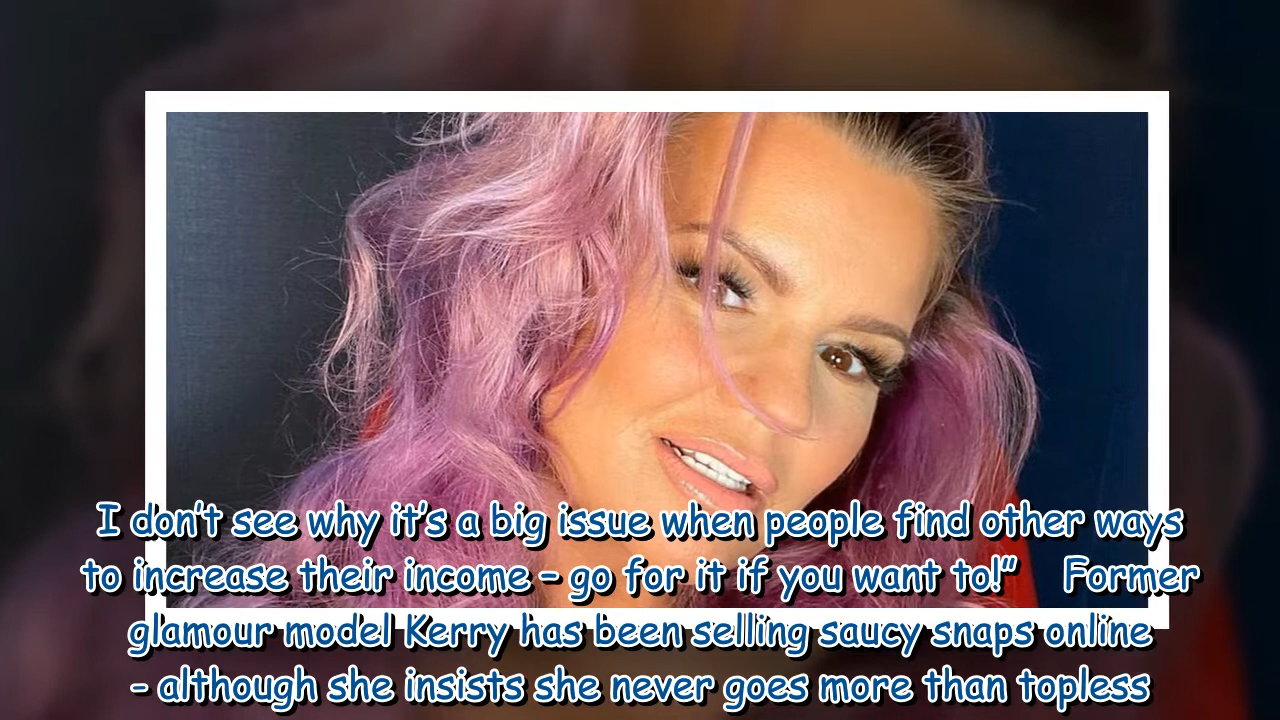 I don’t see why it’s a big issue when people find other ways
to increase their income – go for it if you want to!” Former
glamour model Kerry has been selling saucy snaps online
– although she insists she never goes more than topless